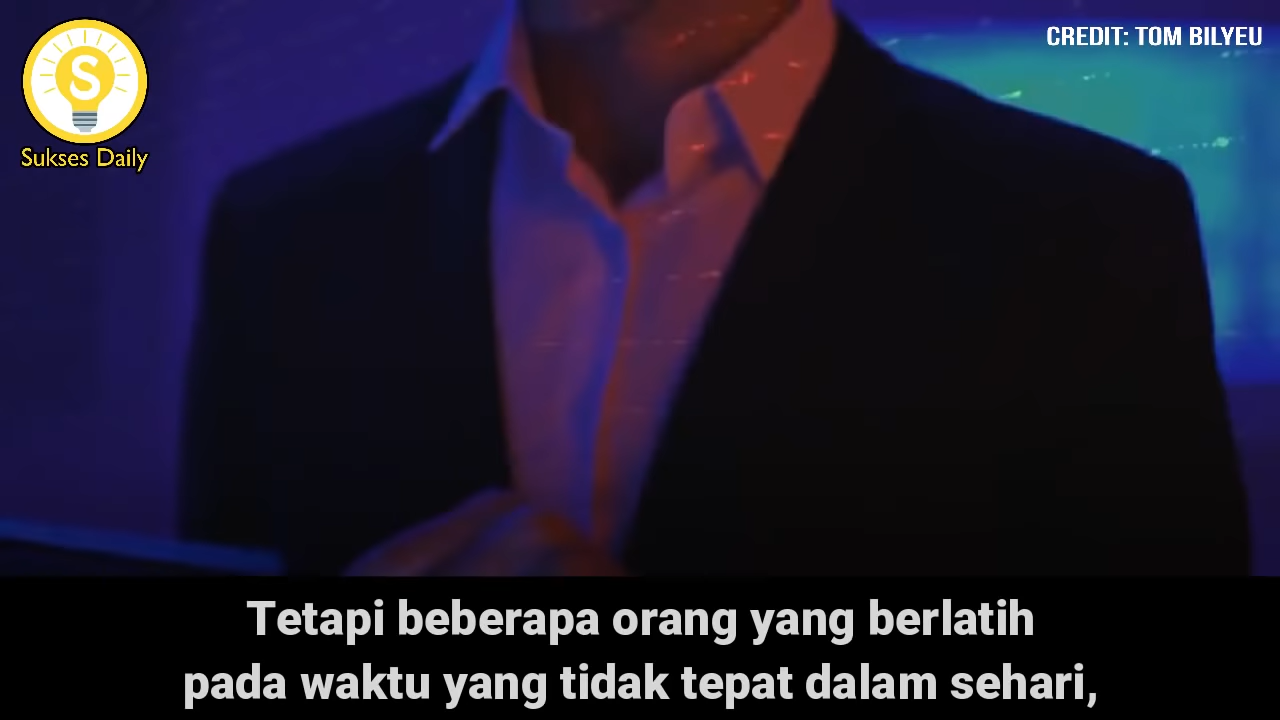 CREDIT: TOM BILYEU
S
Sukses Daily
Tetapi beberapa orang yang berlatih
pada waktu yang tidak tepat dalam sehari,